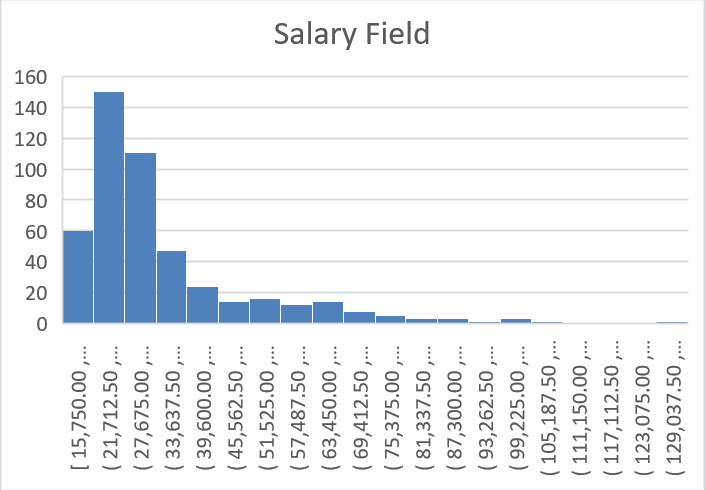 Salary Field
160
140
120
100
80
60
40
20
0
[ 15,750.00 ,...
( 21,712.50 ,...
( 27,675.00 ,...
( 33,637.50 ,...
( 39,600.00 ,...
( 45,562.50 ,...
( 51,525.00 ,...
( 57,487.50 ,...
( 63,450.00 ,...
( 69,412.50 ,...
( 75,375.00 ,...
( 81,337.50 ,...
( 87,300.00 ,...
( 93,262.50 ,...
( 99,225.00 ,...
( 105,187.50 ,...
( 111,150.00 ,...
( 117,112.50 ,...
( 123,075.00 ,...
( 129,037.50 ,...